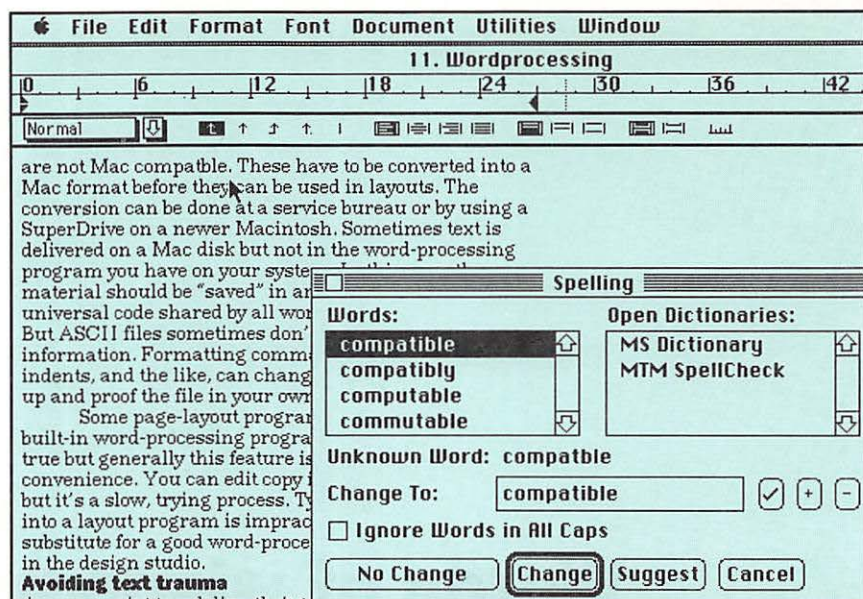 File Edit Format Font Document Utilities Window
11. Wordprocessing
0 6 12 18 24 30 36 42
Normal
are not Mac compatble. These have to be converted into a
Mac format before they can be used in layouts. The
conversion can be done at a service bureau or by using a
SuperDrive on a newer Macintosh. Sometimes text is
delivered on a Mac disk but not in the word-processing
program you have on your syste
material should be "saved" in an
universal code shared by all wor
But ASCII files sometimes don'
information. Formatting comm
indents, and the like, can chang
up and proof the file in your own
Some page-layout program
built-in word-processing progra
true but generally this feature is
convenience. You can edit copy
but it's a slow, trying process. Ty
into a layout program is imprac
substitute for a good word-proce
in the design studio.
Avoiding text trauma
Spelling
Words:
compatible
compatibly
computable
commutable
Open Dictionaries:
MS Dictionary
MTM SpellCheck
Unknown Word: compatble
Change To: compatible
Ignore Words in All Caps
No Change Change Suggest Cancel